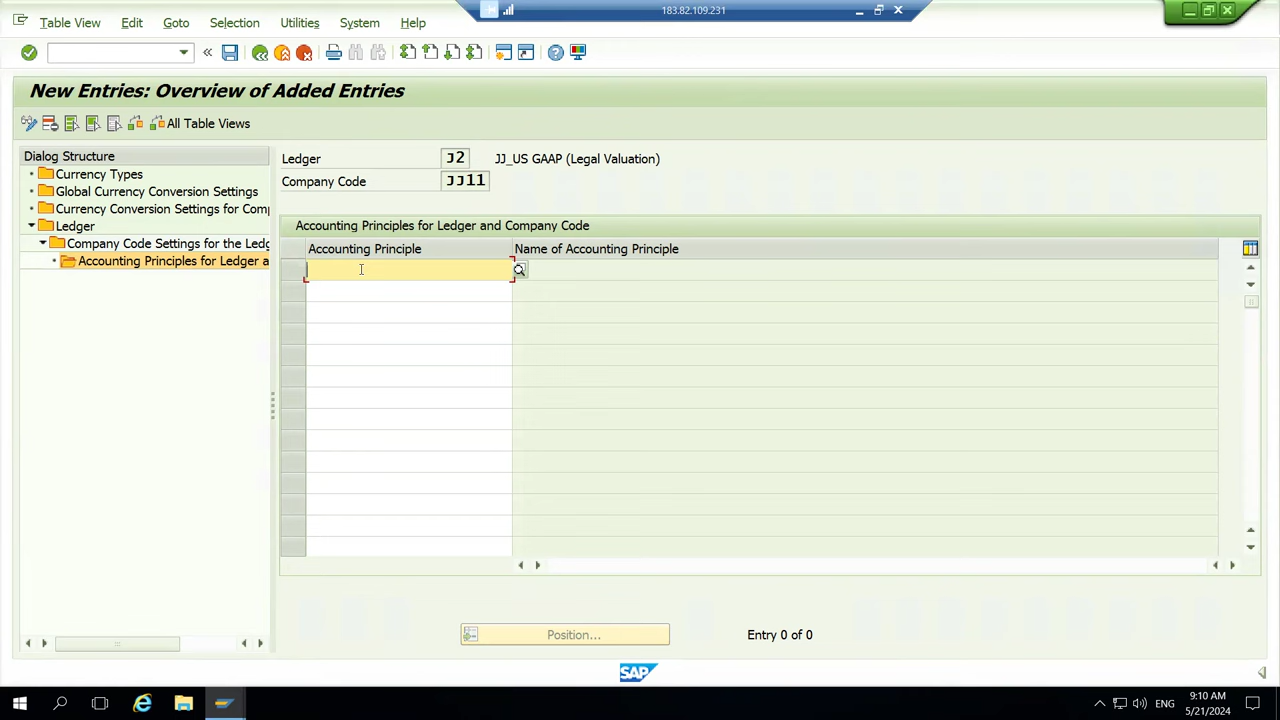 183.82.109.231
Table View Edit Goto Selection Utilities System Help
New Entries: Overview of Added Entries
All Table Views
Dialog Structure
Currency Types
Global Currency Conversion Settings
Currency Conversion Settings for Comp
Ledger
Company Code Settings for the Ledg
Accounting Principles for Ledger a
Ledger J2 JJ_US GAAP (Legal Valuation)
Company Code JJ11
Accounting Principles for Ledger and Company Code
Accounting Principle Name of Accounting Principle
Position... Entry 0 of 0
SAP
ENG
9:10 AM
5/21/2024